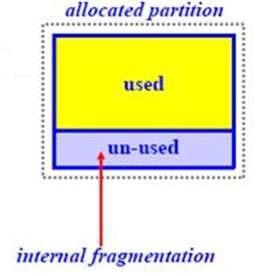 allocated partition
used
un-used
internal fragmentation